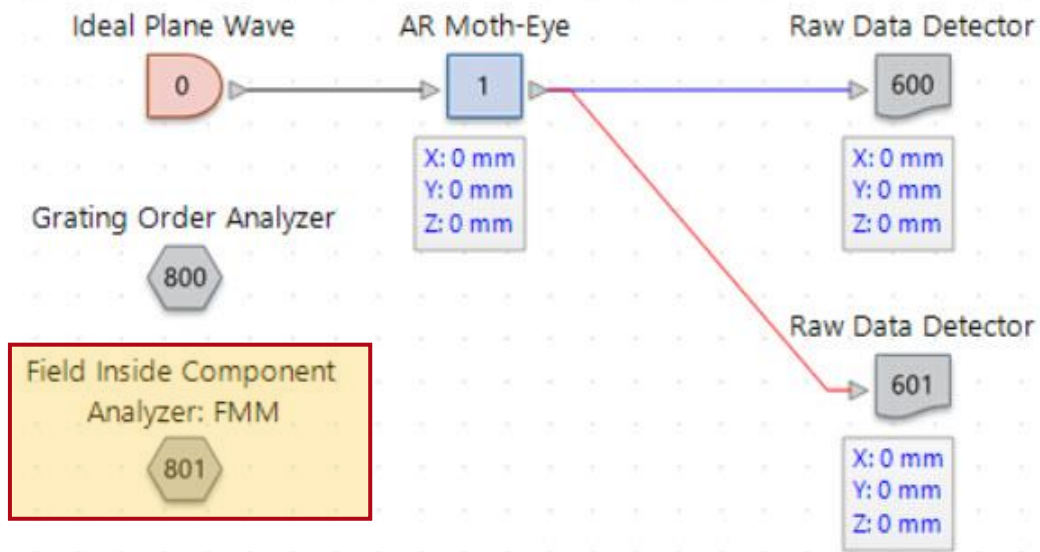 Ideal Plane Wave
0
AR Moth-Eye
1
X: 0 mm
Y: 0 mm
Z: 0 mm
Raw Data Detector
600
X: 0 mm
Y: 0 mm
Z: 0 mm
Grating Order Analyzer
800
Field Inside Component
Analyzer: FMM
801
Raw Data Detector
601
X: 0 mm
Y: 0 mm
Z: 0 mm